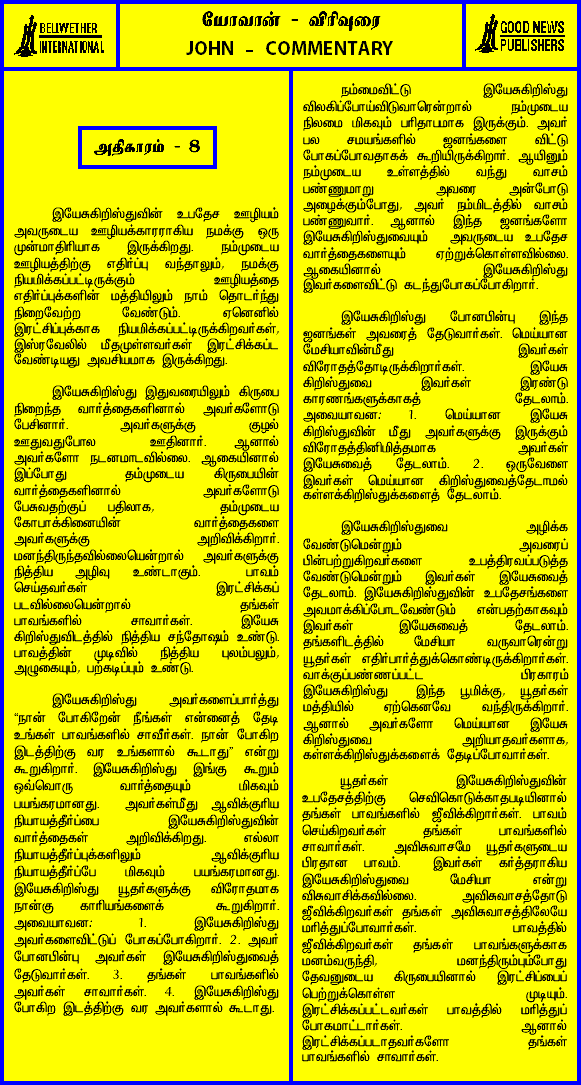 BELWETHER
INTERNATIONAL
யோவான் - விரிவுரை
JOHN - COMMENTARY
GOOD NEWS
PUBLISHERS
அதிகாரம் - 8
இயேசுகிறிஸ்துவின் உபதேச ஊழியம்
அவருடைய ஊழியக்காரராகிய நமக்கு ஒரு
முன்மாதிரியாக இருக்கிறது. நம்முடைய
ஊழியத்திற்கு எதிர்ப்பு வந்தாலும், நமக்கு
நியமிக்கப்பட்டிருக்கும் ஊழியத்தை
எதிர்ப்புக்களின் மத்தியிலும் நாம் தொடர்ந்து
நிறைவேற்ற வேண்டும். ஏனெனில்
இரட்சிப்புக்காக நியமிக்கப்பட்டிருக்கிறவர்கள்,
இஸ்ரவேலில் மீதமுள்ளவர்கள் இரட்சிக்கப்பட
வேண்டியது அவசியமாக இருக்கிறது.
இயேசுகிறிஸ்து இதுவரையிலும் கிருபை
நிறைந்த வார்த்தைகளினால் அவர்களோடு
பேசினார். அவர்களுக்கு குழல்
ஊதுவதுபோல ஊதினார். ஆனால்
அவர்களோ நடனமாடவில்லை. ஆகையினால்
இப்போது தம்முடைய கிருபையின்
வார்த்தைகளினால் அவர்களோடு
பேசுவதற்குப் பதிலாக, தம்முடைய
கோபாக்கினையின் வார்த்தைகளை
அவர்களுக்கு அறிவிக்கிறார்.
மனந்திருந்தவில்லையென்றால் அவர்களுக்கு
நித்திய அழிவு உண்டாகும். பாவம்
செய்தவர்கள் இரட்சிக்கப்
படவில்லையென்றால் தங்கள்
பாவங்களில் சாவார்கள். இயேசு
கிறிஸ்துவிடத்தில் நித்திய சந்தோஷம் உண்டு.
பாவத்தின் முடிவில் நித்திய புலம்பலும்,
அழுகையும், பற்கடிப்பும் உண்டு.
இயேசுகிறிஸ்து அவர்களைப்பார்த்து
“நான் போகிறேன் நீங்கள் என்னைத் தேடி
உங்கள் பாவங்களில் சாவீர்கள். நான் போகிற
இடத்திற்கு வர உங்களால் கூடாது” என்று
கூறுகிறார். இயேசுகிறிஸ்து இங்கு கூறும்
ஒவ்வொரு வார்த்தையும் மிகவும்
பயங்கரமானது. அவர்கள்மீது ஆவிக்குரிய
நியாயத்தீர்ப்பை இயேசுகிறிஸ்துவின்
வார்த்தைகள் அறிவிக்கிறது. எல்லா
நியாயத்தீர்ப்புக்களிலும் ஆவிக்குரிய
நியாயத்தீர்ப்பே மிகவும் பயங்கரமானது.
இயேசுகிறிஸ்து யூதர்களுக்கு விரோதமாக
நான்கு காரியங்களைக் கூறுகிறார்.
அவையாவன: 1. இயேசுகிறிஸ்து
அவர்களைவிட்டுப் போகப்போகிறார். 2. அவர்
போனபின்பு அவர்கள் இயேசுகிறிஸ்துவைத்
தேடுவார்கள். 3. தங்கள் பாவங்களில்
அவர்கள் சாவார்கள். 4. இயேசுகிறிஸ்து
போகிற இடத்திற்கு வர அவர்களால் கூடாது.
நம்மைவிட்டு இயேசுகிறிஸ்து
விலகிப்போய்விடுவாரென்றால் நம்முடைய
நிலமை மிகவும் பரிதாபமாக இருக்கும். அவர்
பல சமயங்களில் ஜனங்களை விட்டு
போகப்போவதாகக் கூறியிருக்கிறார். ஆயினும்
நம்முடைய உள்ளத்தில் வந்து வாசம்
பண்ணுமாறு அவரை அன்போடு
அழைக்கும்போது, அவர் நம்மிடத்தில் வாசம்
பண்ணுவார். ஆனால் இந்த ஜனங்களோ
இயேசுகிறிஸ்துவையும் அவருடைய உபதேச
வார்த்தைகளையும் ஏற்றுக்கொள்ளவில்லை.
ஆகையினால் இயேசுகிறிஸ்து
இவர்களைவிட்டு கடந்துபோகப்போகிறார்.
இயேசுகிறிஸ்து போனபின்பு இந்த
ஜனங்கள் அவரைத் தேடுவார்கள். மெய்யான
மேசியாவின்மீது இவர்கள்
விரோதத்தோடிருக்கிறார்கள். இயேசு
கிறிஸ்துவை இவர்கள் இரண்டு
காரணங்களுக்காகத் தேடலாம்.
அவையாவன: 1. மெய்யான இயேசு
கிறிஸ்துவின் மீது அவர்களுக்கு இருக்கும்
விரோதத்தினிமித்தமாக அவர்கள்
இயேசுவைத் தேடலாம். 2. ஒருவேளை
இவர்கள் மெய்யான கிறிஸ்துவைத்தேடாமல்
கள்ளக்கிறிஸ்துக்களைத் தேடலாம்.
இயேசுகிறிஸ்துவை அழிக்க
வேண்டுமென்றும் அவரைப்
பின்பற்றுகிறவர்களை உபத்திரவப்படுத்த
வேண்டுமென்றும் இவர்கள் இயேசுவைத்
தேடலாம். இயேசுகிறிஸ்துவின் உபதேசங்களை
அவமாக்கிப்போடவேண்டும் என்பதற்காகவும்
இவர்கள் இயேசுவைத் தேடலாம்.
தங்களிடத்தில் மேசியா வருவாரென்று
யூதர்கள் எதிர்பார்த்துக்கொண்டிருக்கிறார்கள்.
வாக்குப்பண்ணப்பட்ட பிரகாரம்
இயேசுகிறிஸ்து இந்த பூமிக்கு, யூதர்கள்
மத்தியில் ஏற்கெனவே வந்திருக்கிறார்.
ஆனால் அவர்களோ மெய்யான இயேசு
கிறிஸ்துவை அறியாதவர்களாக,
கள்ளக்கிறிஸ்துக்களைத் தேடிப்போவார்கள்.
யூதர்கள் இயேசுகிறிஸ்துவின்
உபதேசத்திற்கு செவிகொடுக்காதபடியினால்
தங்கள் பாவங்களில் ஜீவிக்கிறார்கள். பாவம்
செய்கிறவர்கள் தங்கள் பாவங்களில்
சாவார்கள். அவிசுவாசமே யூதர்களுடைய
பிரதான பாவம். இவர்கள் கர்த்தராகிய
இயேசுகிறிஸ்துவை மேசியா என்று
விசுவாசிக்கவில்லை. அவிசுவாசத்தோடு
ஜீவிக்கிறவர்கள் தங்கள் அவிசுவாசத்திலேயே
மரித்துப்போவார்கள். பாவத்தில்
ஜீவிக்கிறவர்கள் தங்கள் பாவங்களுக்காக
மனம்வருந்தி, மனந்திரும்பும்போது
தேவனுடைய கிருபையினால் இரட்சிப்பைப்
பெற்றுக்கொள்ள முடியும்.
இரட்சிக்கப்பட்டவர்கள் பாவத்தில் மரித்துப்
போகமாட்டார்கள். ஆனால்
இரட்சிக்கப்படாதவர்களோ தங்கள்
பாவங்களில் சாவார்கள்.